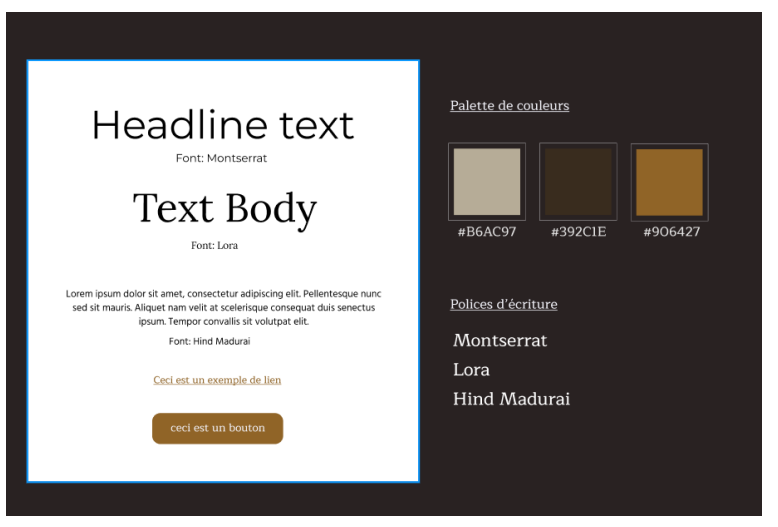 Headline text
Font: Montserrat
Text Body
Font: Lora
Lorem ipsum dolor sit amet, consectetur adipiscing elit. Pellentesque nunc
sed sit mauris. Aliquet nam velit at scelerisque consequat duis senectus
ipsum. Tempor convallis sit volutpat elit.
Font: Hind Madurai
Ceci est un exemple de lien
ceci est un bouton
Palette de couleurs
#B6AC97 #392C1E #906427
Polices d’écriture
Montserrat
Lora
Hind Madurai